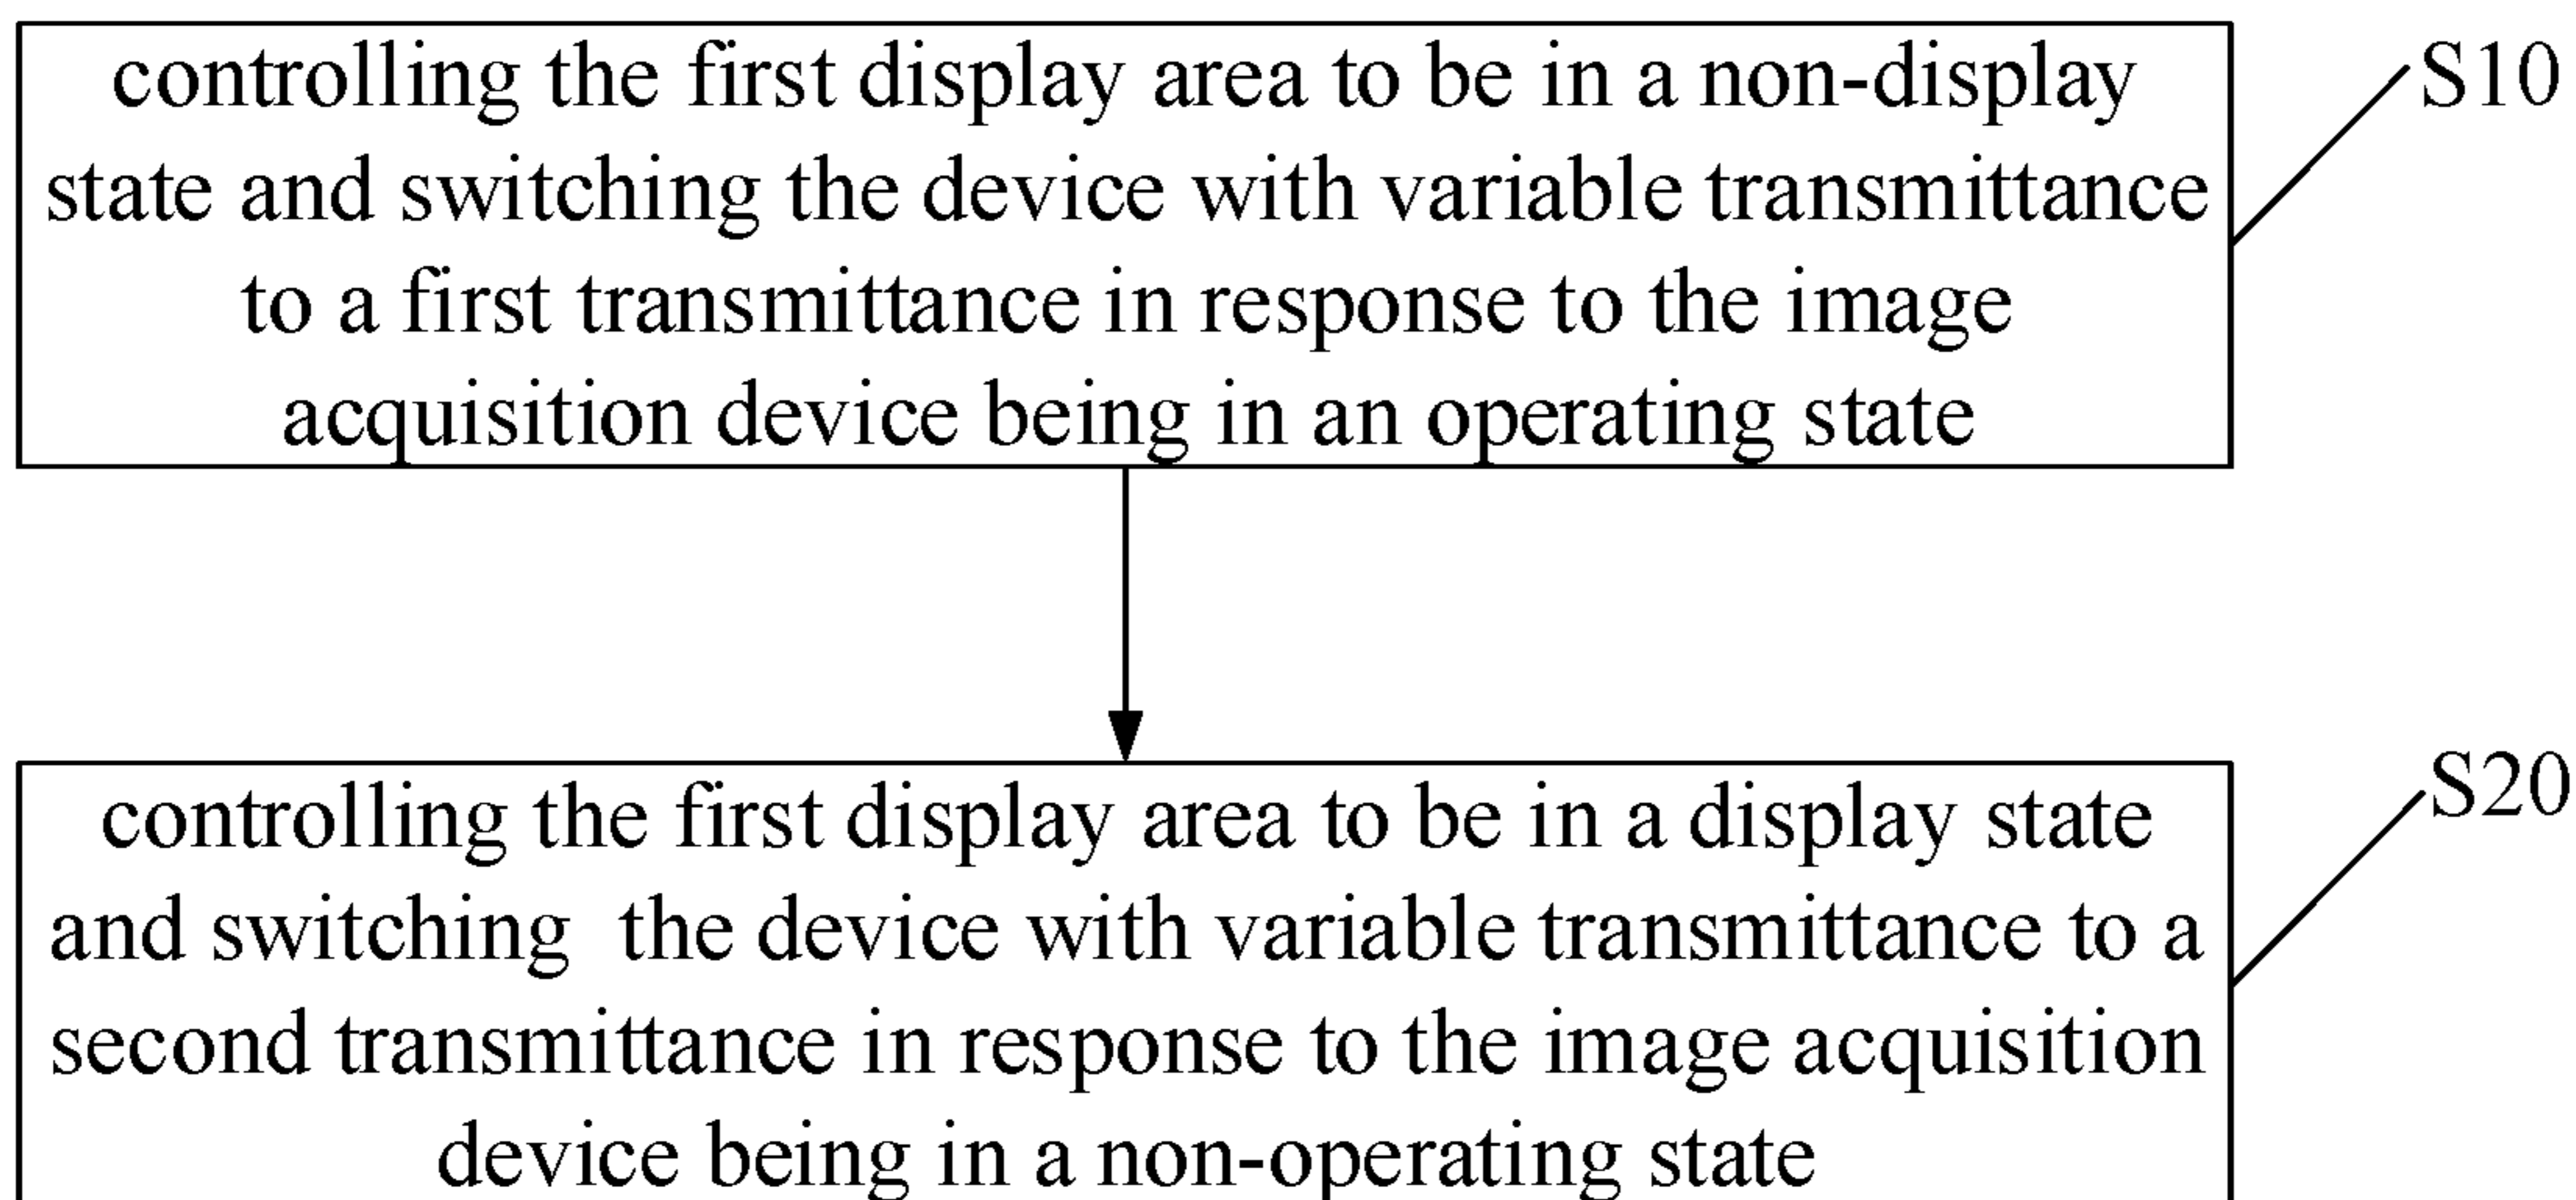 controlling the first display area to be in a non-display
state and switching the device with variable transmittance
to a first transmittance in response to the image
acquisition device being in an operating state
S10
controlling the first display area to be in a display state
and switching  the device with variable transmittance to a
second transmittance in response to the image acquisition
device being in a non-operating state
S20